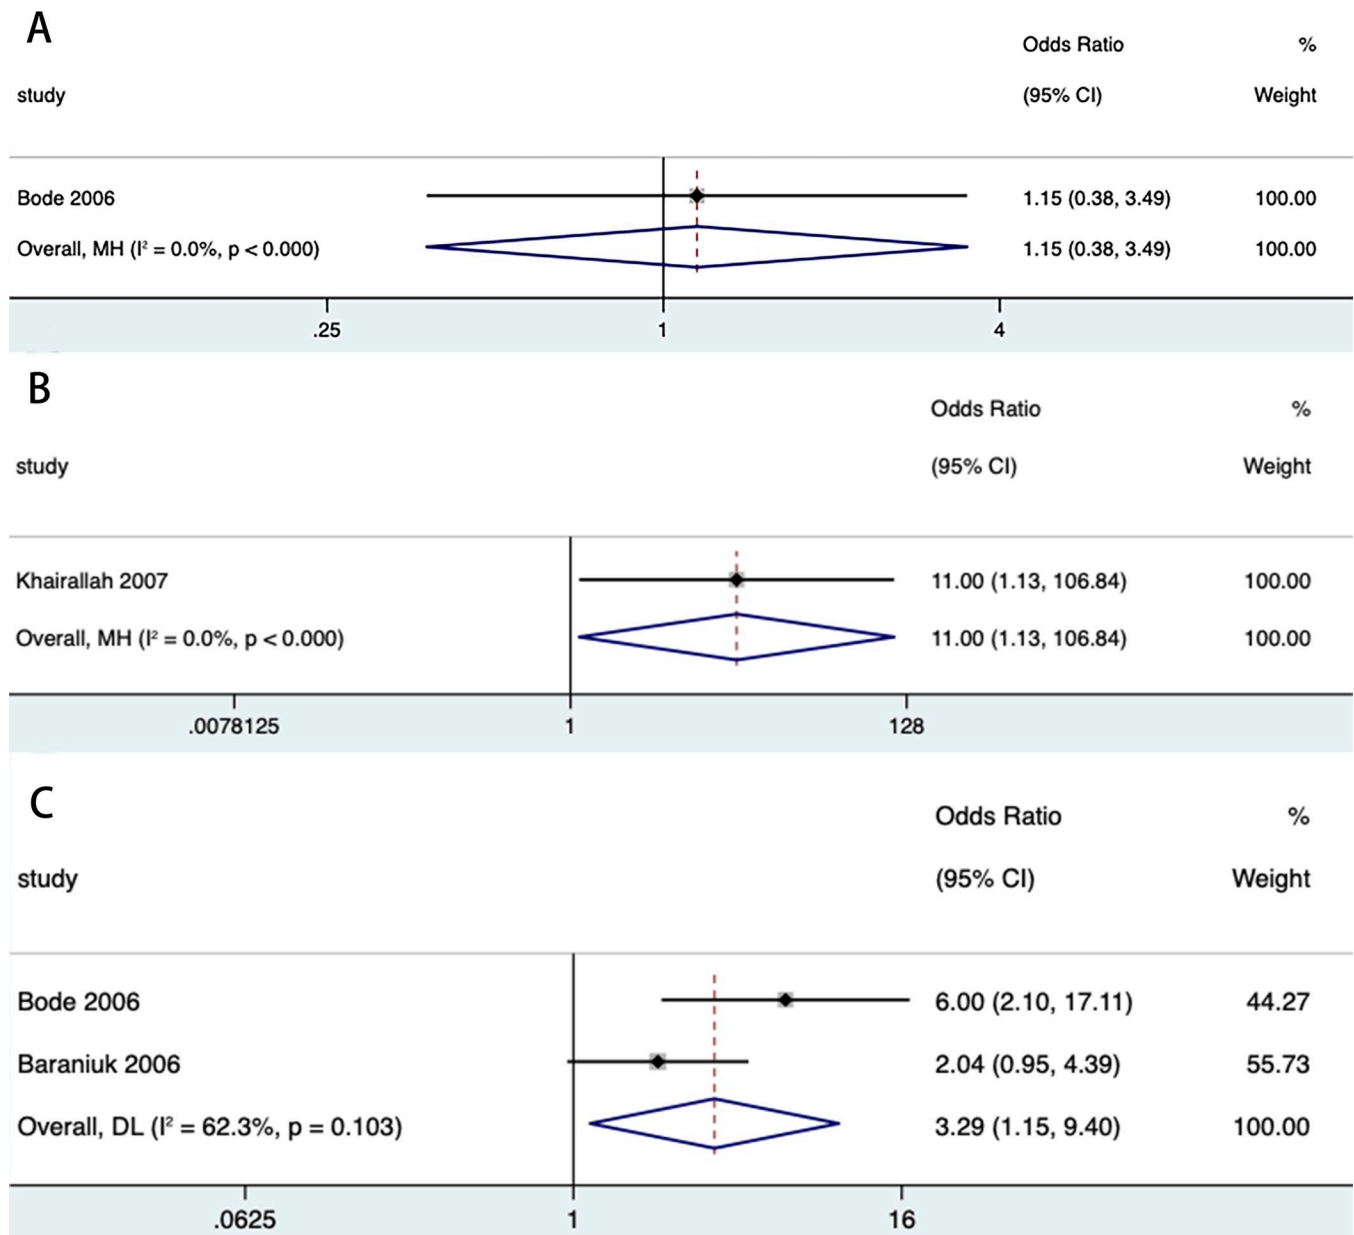 A
Odds Ratio %
study (95% CI) Weight
Bode 2006 1.15 (0.38, 3.49) 100.00
Overall, MH (I² = 0.0%, p < 0.000) 1.15 (0.38, 3.49) 100.00
.25 1 4
B
Odds Ratio %
study (95% CI) Weight
Khairallah 2007 11.00 (1.13, 106.84) 100.00
Overall, MH (I² = 0.0%, p < 0.000) 11.00 (1.13, 106.84) 100.00
.0078125 1 128
C
Odds Ratio %
study (95% CI) Weight
Bode 2006 6.00 (2.10, 17.11) 44.27
Baraniuk 2006 2.04 (0.95, 4.39) 55.73
Overall, DL (I² = 62.3%, p = 0.103) 3.29 (1.15, 9.40) 100.00
.0625 1 16